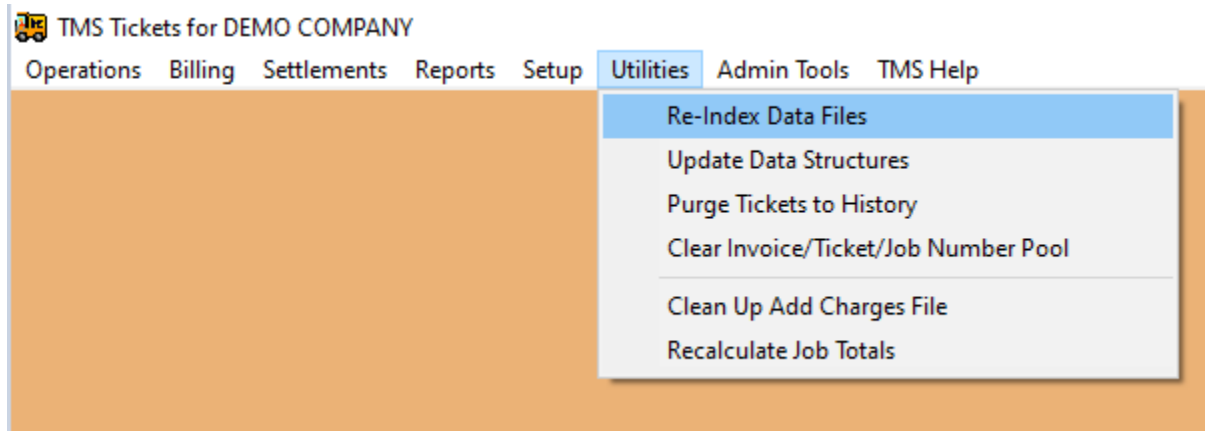 TMS Tickets for DEMO COMPANY
Operations Billing Settlements Reports Setup Utilities Admin Tools TMS Help
Re-Index Data Files
Update Data Structures
Purge Tickets to History
Clear Invoice/Ticket/Job Number Pool
Clean Up Add Charges File
Recalculate Job Totals